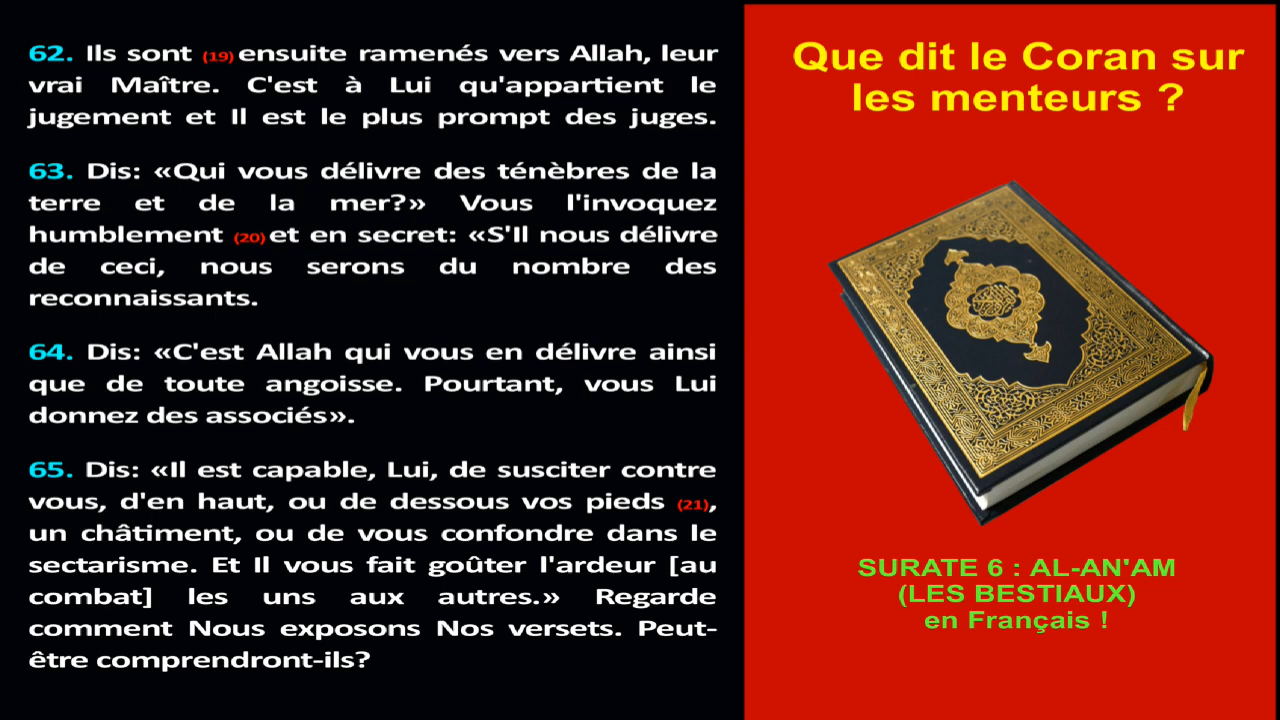 62. Ils sont (19) ensuite ramenés vers Allah, leur
vrai Maître. C'est à Lui qu'appartient le
jugement et Il est le plus prompt des juges.
63. Dis: «Qui vous délivre des ténèbres de la
terre et de la mer?» Vous l'invoquez
humblement (20) et en secret: «S'Il nous délivre
de ceci, nous serons du nombre des
reconnaissants.
64. Dis: «C'est Allah qui vous en délivre ainsi
que de toute angoisse. Pourtant, vous Lui
donnez des associés».
65. Dis: «Il est capable, Lui, de susciter contre
vous, d'en haut, ou de dessous vos pieds (21),
un châtiment, ou de vous confondre dans le
sectarisme. Et Il vous fait goûter l'ardeur [au
combat] les uns aux autres.» Regarde
comment Nous exposons Nos versets. Peut-
être comprendront-ils?
Que dit le Coran sur
les menteurs ?
SURATE 6 : AL-AN'AM
(LES BESTIAUX)
en Français !